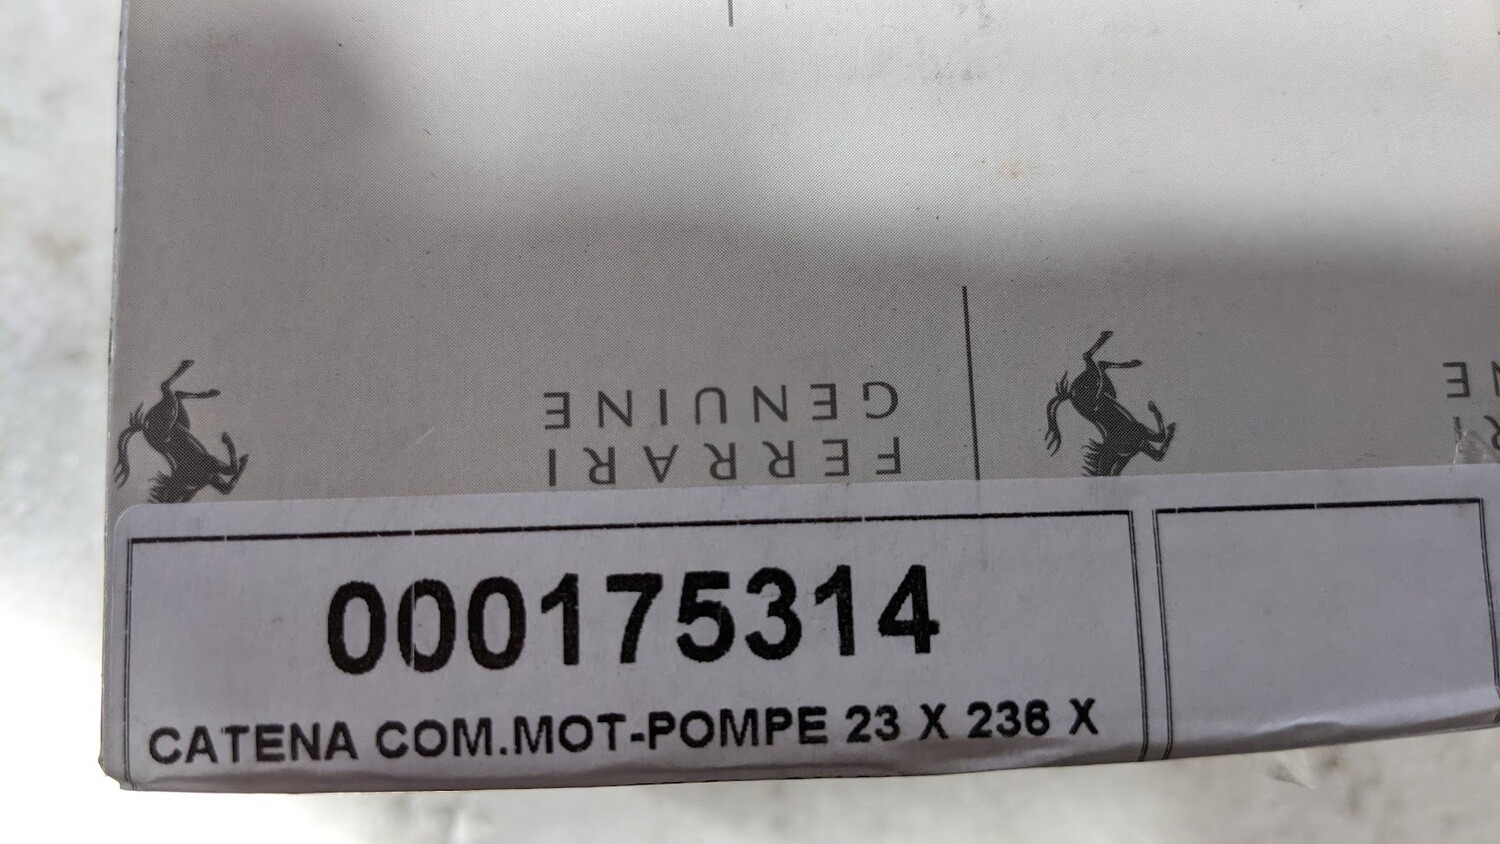 FERRARI
GENUINE
000175314
CATENA COM.MOT-POMPE 23 X 236 X